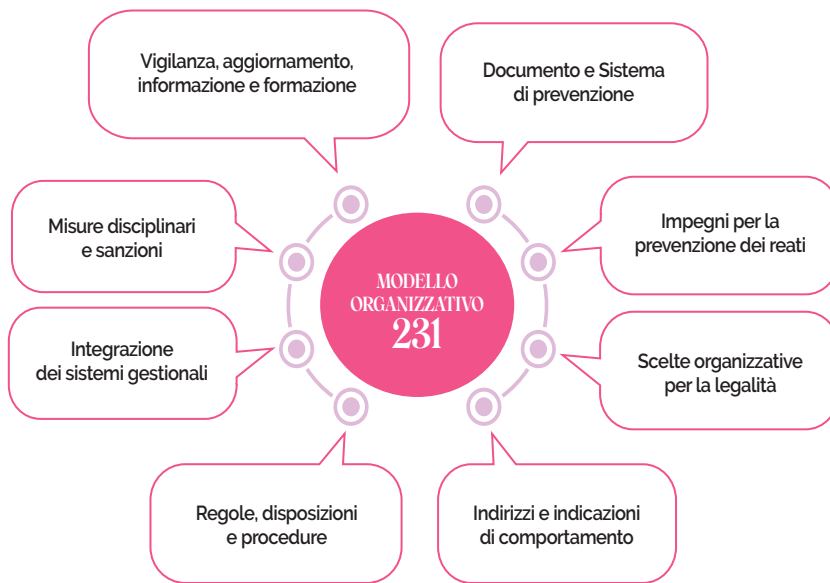 Vigilanza, aggiornamento,
informazione e formazione
Documento e Sistema
di prevenzione
Misure disciplinari
e sanzioni
Impegni per la
prevenzione dei reati
MODELLO
ORGANIZZATIVO
231
Integrazione
dei sistemi gestionali
Scelte organizzative
per la legalità
Regole, disposizioni
e procedure
Indirizzi e indicazioni
di comportamento